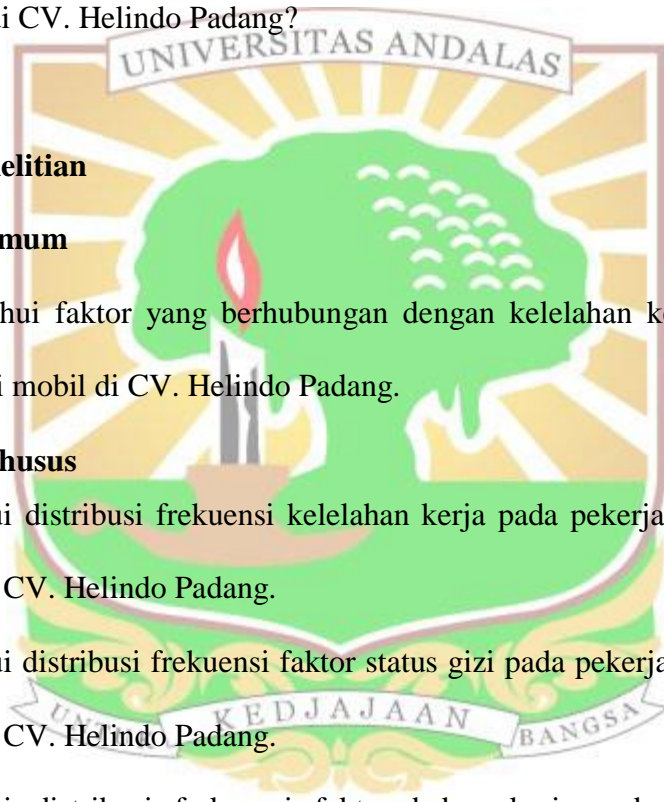 di CV. Helindo Padang?
UNIVERSITAS ANDALAS
elitian
mum
hui faktor yang berhubungan dengan kelelahan k
i mobil di CV. Helindo Padang.
husus
ui distribusi frekuensi kelelahan kerja pada pekerja
CV. Helindo Padang.
ui distribusi frekuensi faktor status gizi pada pekerja
UNTUK KEDJAJAAN BANGSA
CV. Helindo Padang.